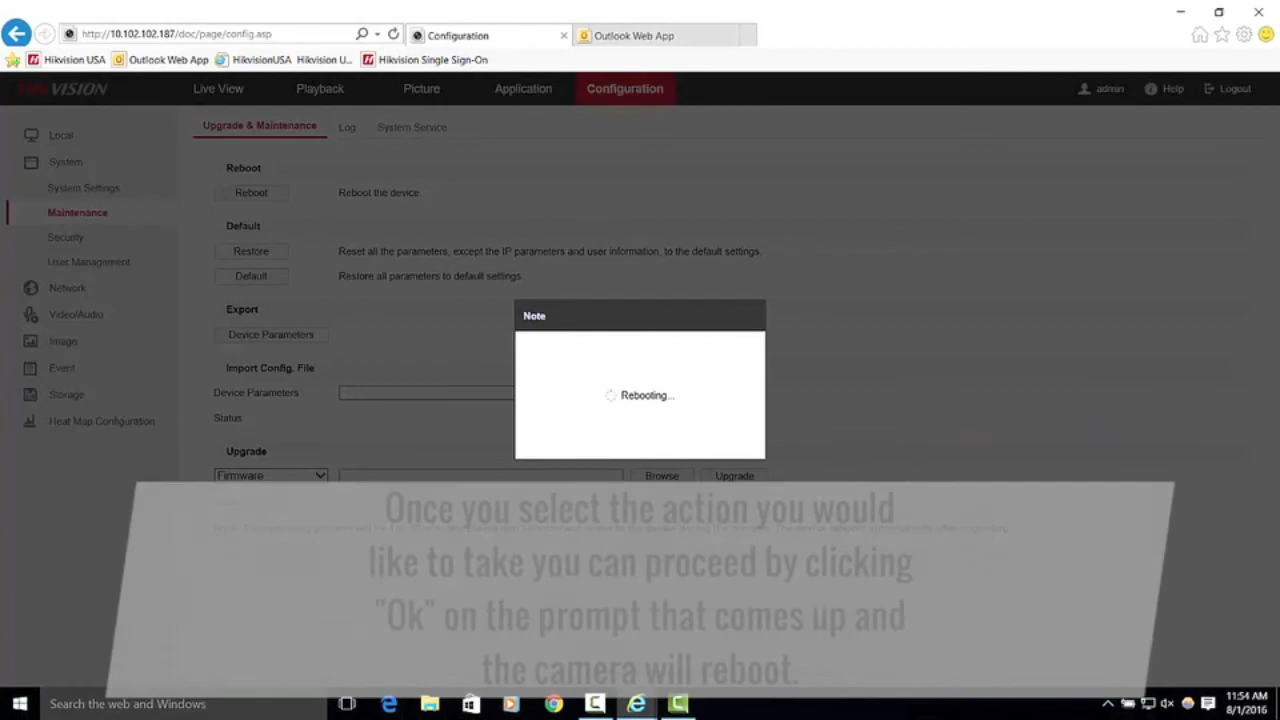 http://10.102.102.187/doc/page/config.asp
Configuration
Outlook Web App
Hikvision USA
Outlook Web App
HikvisionUSA Hikvision U...
Hikvision Single Sign-On
HIKVISION
Live View
Playback
Picture
Application
Configuration
admin
Help
Logout
Local
System
System Settings
Maintenance
Security
User Management
Network
Video/Audio
Image
Event
Storage
Heat Map Configuration
Upgrade & Maintenance
Log
System Service
Reboot
Reboot
Reboot the device.
Default
Restore
Reset all the parameters, except the IP parameters and user information, to the default settings.
Default
Restore all parameters to default settings.
Export
Device Parameters
Import Config. File
Device Parameters
Status
Upgrade
Firmware
Browse
Upgrade
Note
Rebooting...
Once you select the action you would
like to take you can proceed by clicking
"Ok" on the prompt that comes up and
the camera will reboot.
Search the web and Windows
11:54 AM
8/1/2016